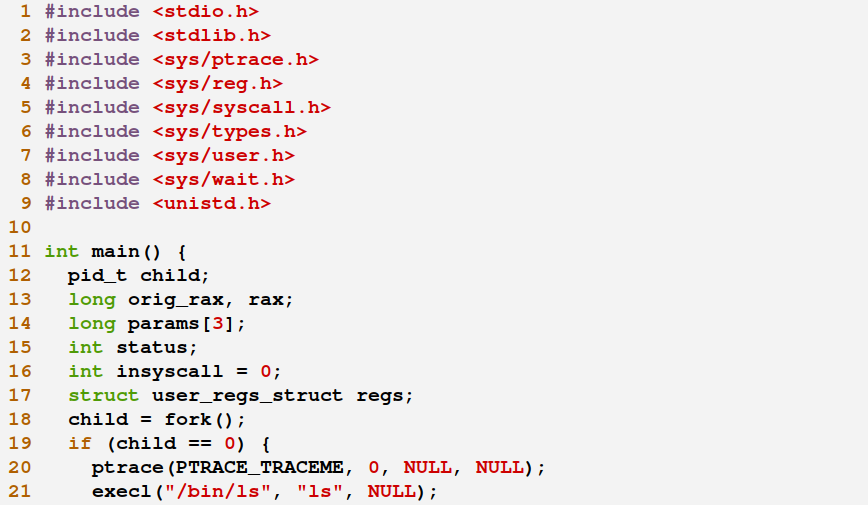 1 #include <stdio.h>
2 #include <stdlib.h>
3 #include <sys/ptrace.h>
4 #include <sys/reg.h>
5 #include <sys/syscall.h>
6 #include <sys/types.h>
7 #include <sys/user.h>
8 #include <sys/wait.h>
9 #include <unistd.h>
10
11 int main() {
12   pid_t child;
13   long orig_rax, rax;
14   long params[3];
15   int status;
16   int insyscall = 0;
17   struct user_regs_struct regs;
18   child = fork();
19   if (child == 0) {
20     ptrace(PTRACE_TRACEME, 0, NULL, NULL);
21     execl("/bin/ls", "ls", NULL);